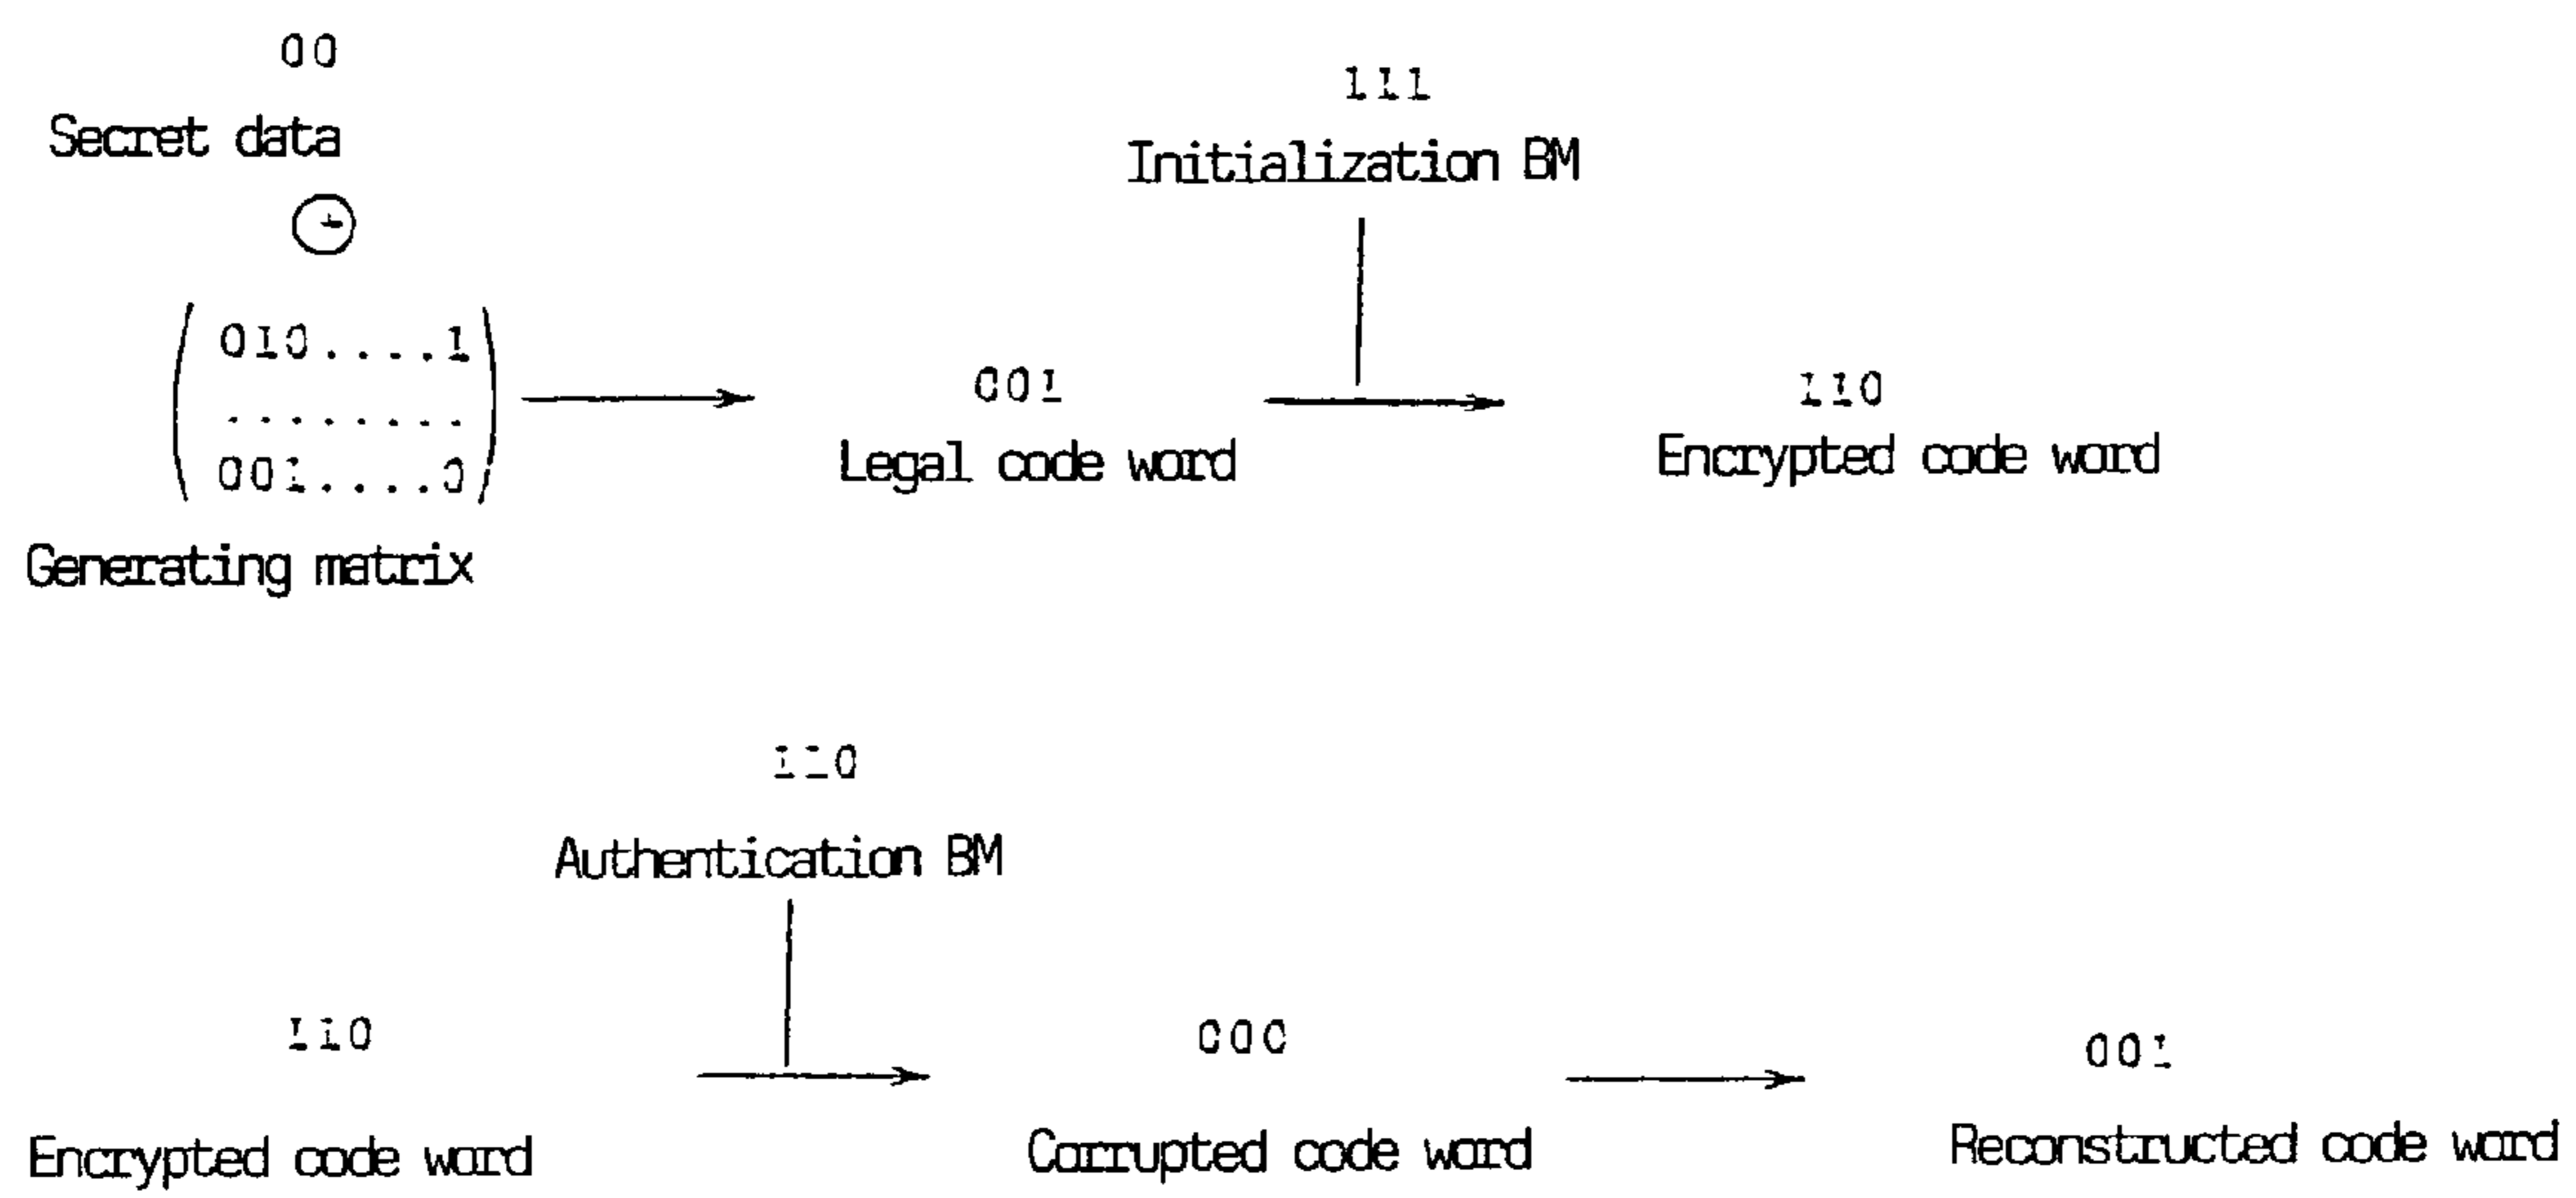 00
Secret data
+
010....1
........
001....0
Generating matrix
001
Legal code word
111
Initialization BM
110
Encrypted code word
110
Authentication BM
110
Encrypted code word
000
Corrupted code word
001
Reconstructed code word